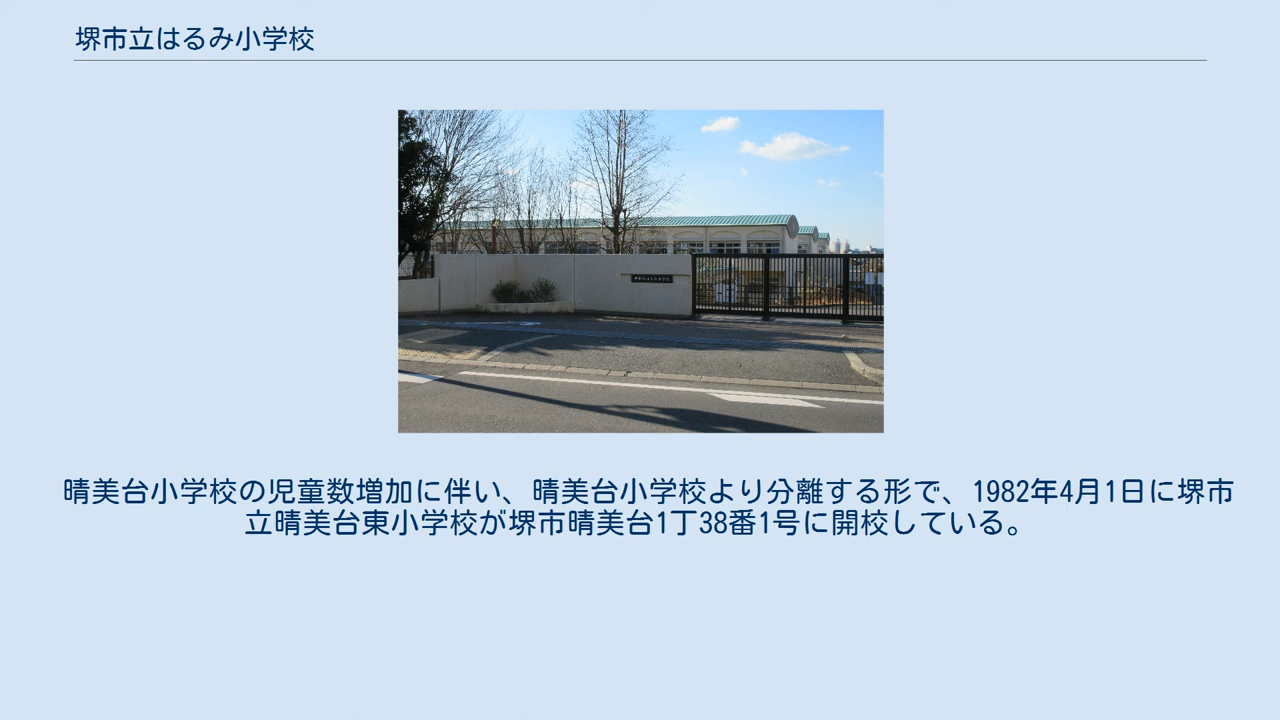 堺市立はるみ小学校
晴美台小学校の児童数増加に伴い、晴美台小学校より分離する形で、1982年4月1日に堺市
立晴美台東小学校が堺市晴美台1丁38番1号に開校している。